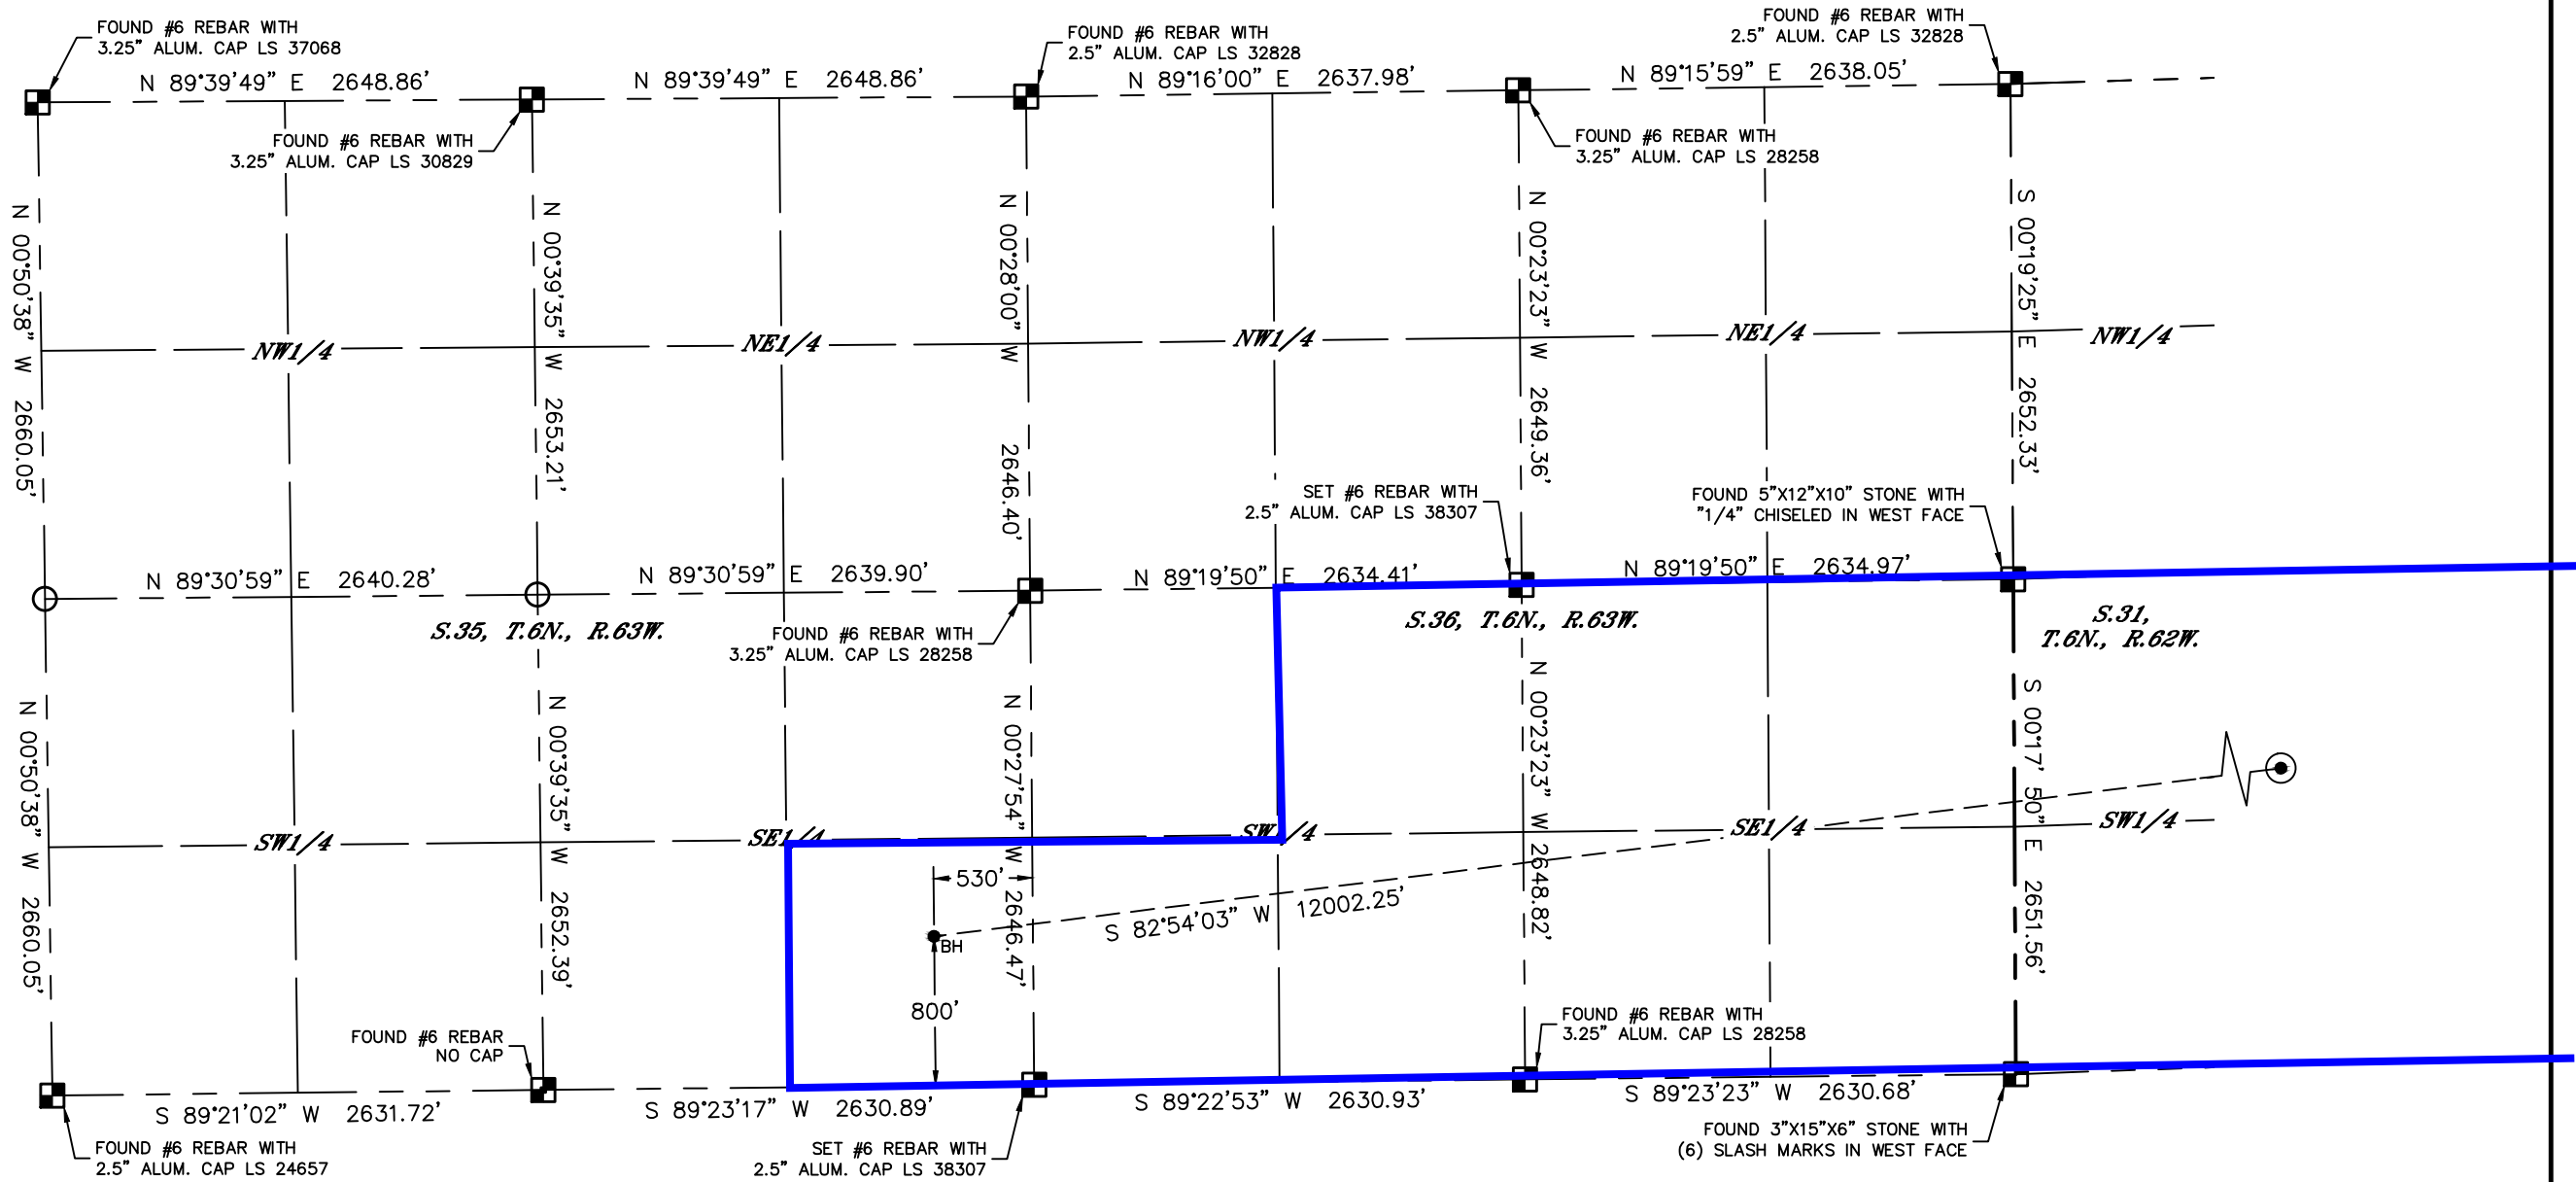 FOUND #6 REBAR WITH
3.25" ALUM. CAP LS 37068
FOUND #6 REBAR WITH
2.5" ALUM. CAP LS 32828
FOUND #6 REBAR WITH
2.5" ALUM. CAP LS 32828
N 89°39'49" E 2648.86'
N 89°39'49" E 2648.86'
N 89°16'00" E 2637.98'
N 89°15'59" E 2638.05'
FOUND #6 REBAR WITH
3.25" ALUM. CAP LS 30829
FOUND #6 REBAR WITH
3.25" ALUM. CAP LS 28258
N 00°50'38" W 2660.05'
N 00°39'35" W 2653.21'
N 00°28'00" W 2646.40'
N 00°23'23" W 2649.36'
S 00°19'25" E 2652.33'
NW1/4
NE1/4
NW1/4
NE1/4
NW1/4
SET #6 REBAR WITH
2.5" ALUM. CAP LS 38307
FOUND 5"X12"X10" STONE WITH
"1/4" CHISELED IN WEST FACE
N 89°30'59" E 2640.28'
N 89°30'59" E 2639.90'
N 89°19'50" E 2634.41'
N 89°19'50" E 2634.97'
S.35, T.6N., R.63W.
FOUND #6 REBAR WITH
3.25" ALUM. CAP LS 28258
S.36, T.6N., R.63W.
S.31,
T.6N., R.62W.
N 00°50'38" W 2660.05'
N 00°39'35" W 2652.39'
N 00°27'54" W 2646.47'
N 00°23'23" W 2648.82'
S 00°17' 50" E 2651.56'
SW1/4
SE1/4
SW1/4
SE1/4
SW1/4
530'
BH
S 82°54'03" W 12002.25'
800'
FOUND #6 REBAR
NO CAP
FOUND #6 REBAR WITH
3.25" ALUM. CAP LS 28258
S 89°21'02" W 2631.72'
S 89°23'17" W 2630.89'
S 89°22'53" W 2630.93'
S 89°23'23" W 2630.68'
FOUND #6 REBAR WITH
2.5" ALUM. CAP LS 24657
SET #6 REBAR WITH
2.5" ALUM. CAP LS 38307
FOUND 3"X15"X6" STONE WITH
(6) SLASH MARKS IN WEST FACE